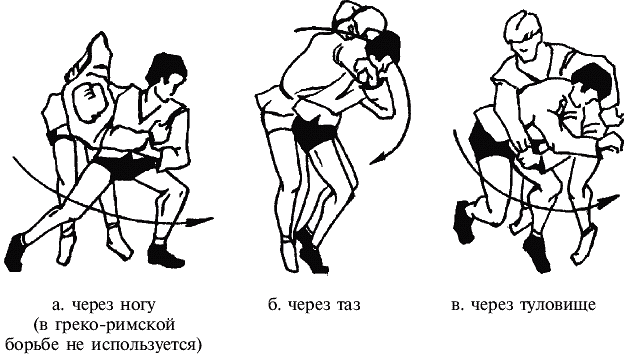 а. через ногу
(в греко-римской
борьбе не используется)
б. через таз
в. через туловище